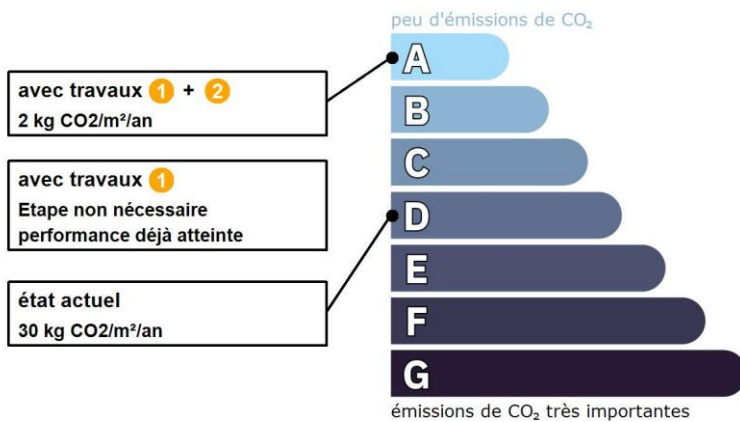 peu d'émissions de CO₂
A
avec travaux 1 + 2
2 kg CO2/m²/an
B
avec travaux 1
Etape non nécessaire
performance déjà atteinte
C
D
E
état actuel
30 kg CO2/m²/an
F
G
émissions de CO₂ très importantes